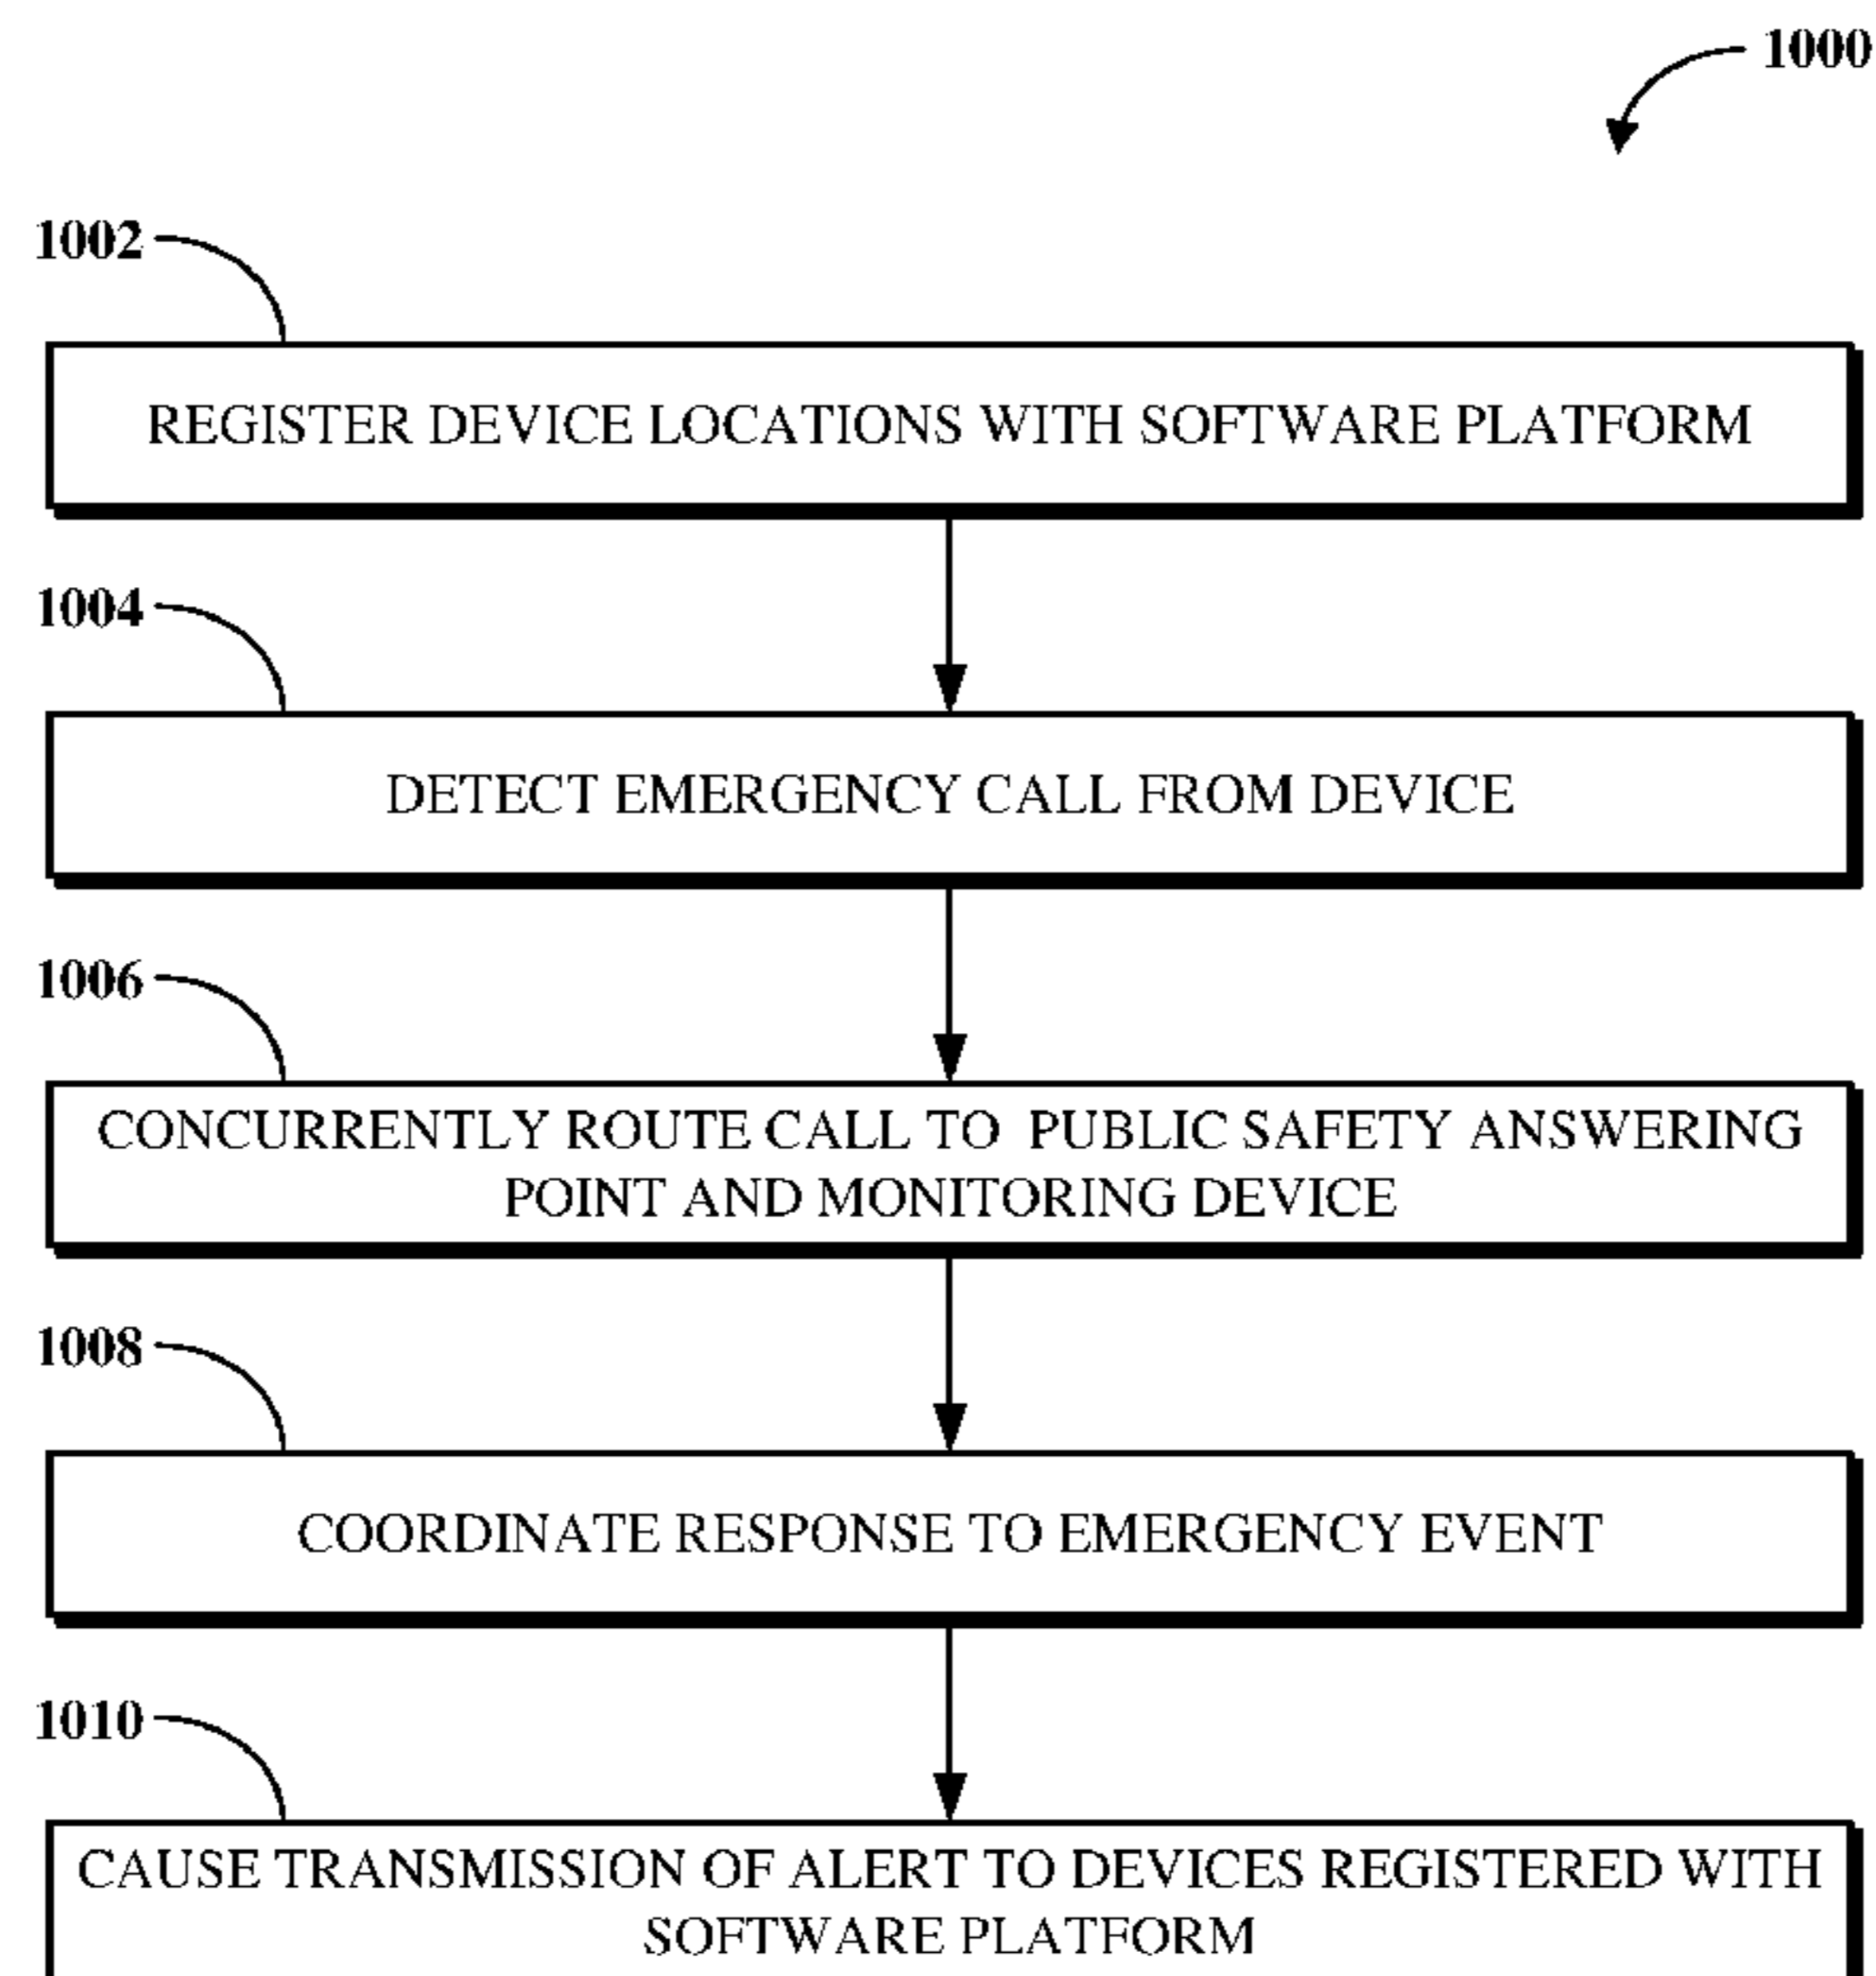 1000
1002
REGISTER DEVICE LOCATIONS WITH SOFTWARE PLATFORM
1004
DETECT EMERGENCY CALL FROM DEVICE
1006
CONCURRENTLY ROUTE CALL TO PUBLIC SAFETY ANSWERING
POINT AND MONITORING DEVICE
1008
COORDINATE RESPONSE TO EMERGENCY EVENT
1010
CAUSE TRANSMISSION OF ALERT TO DEVICES REGISTERED WITH
SOFTWARE PLATFORM